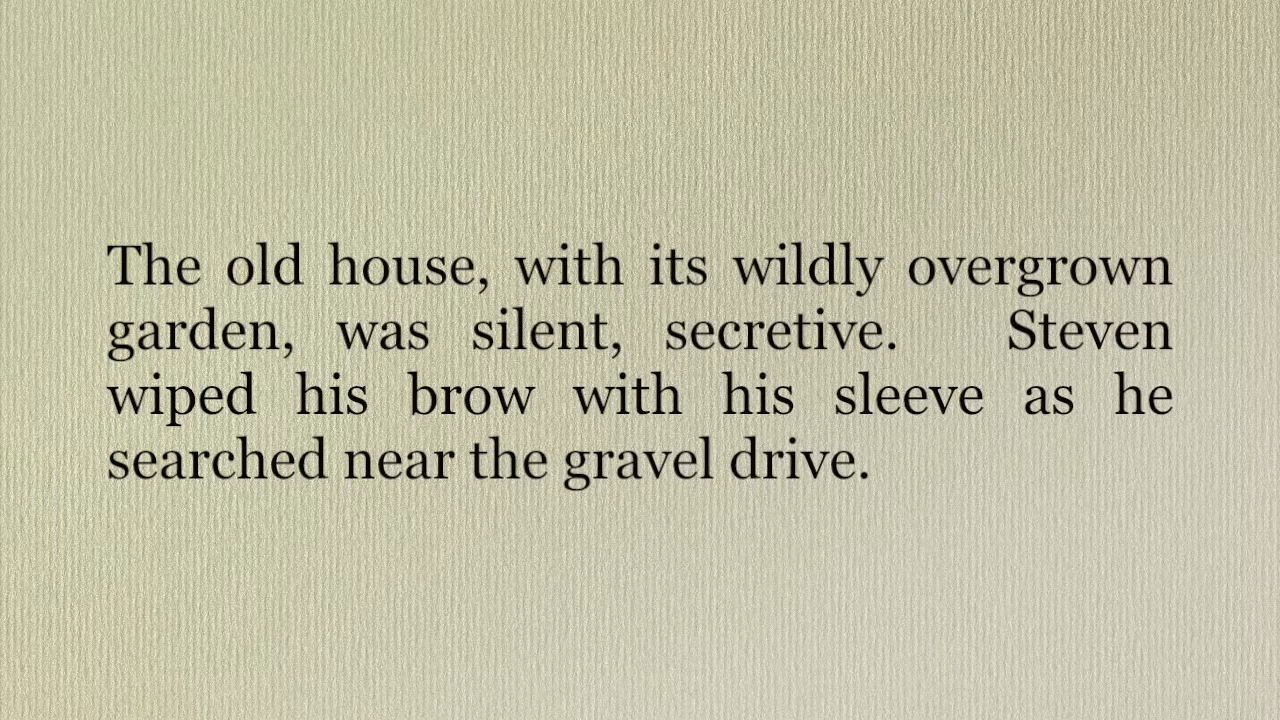 The old house, with its wildly overgrown
garden, was silent, secretive.  Steven
wiped his brow with his sleeve as he
searched near the gravel drive.